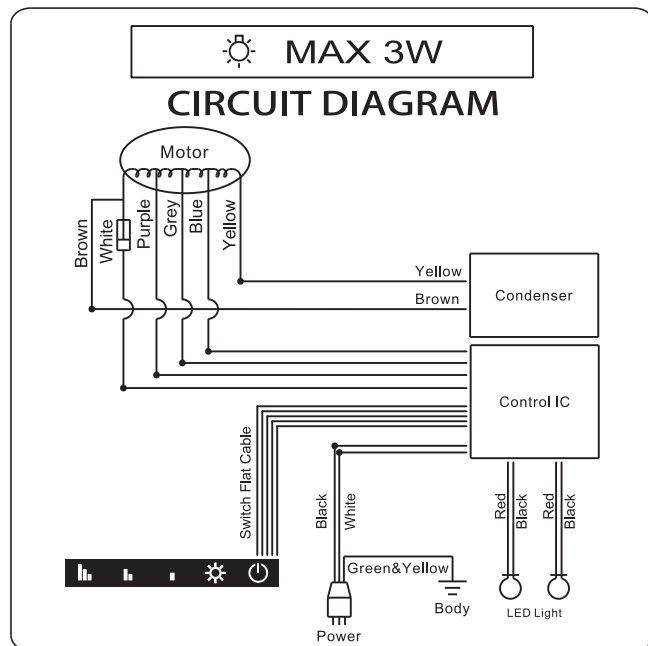 MAX 3W
CIRCUIT DIAGRAM
Motor
Brown
White
Purple
Grey
Blue
Yellow
Yellow
Brown
Condenser
Control IC
Switch Flat Cable
Black
White
Red
Black
Red
Black
Green&Yellow
Body
LED Light
Power